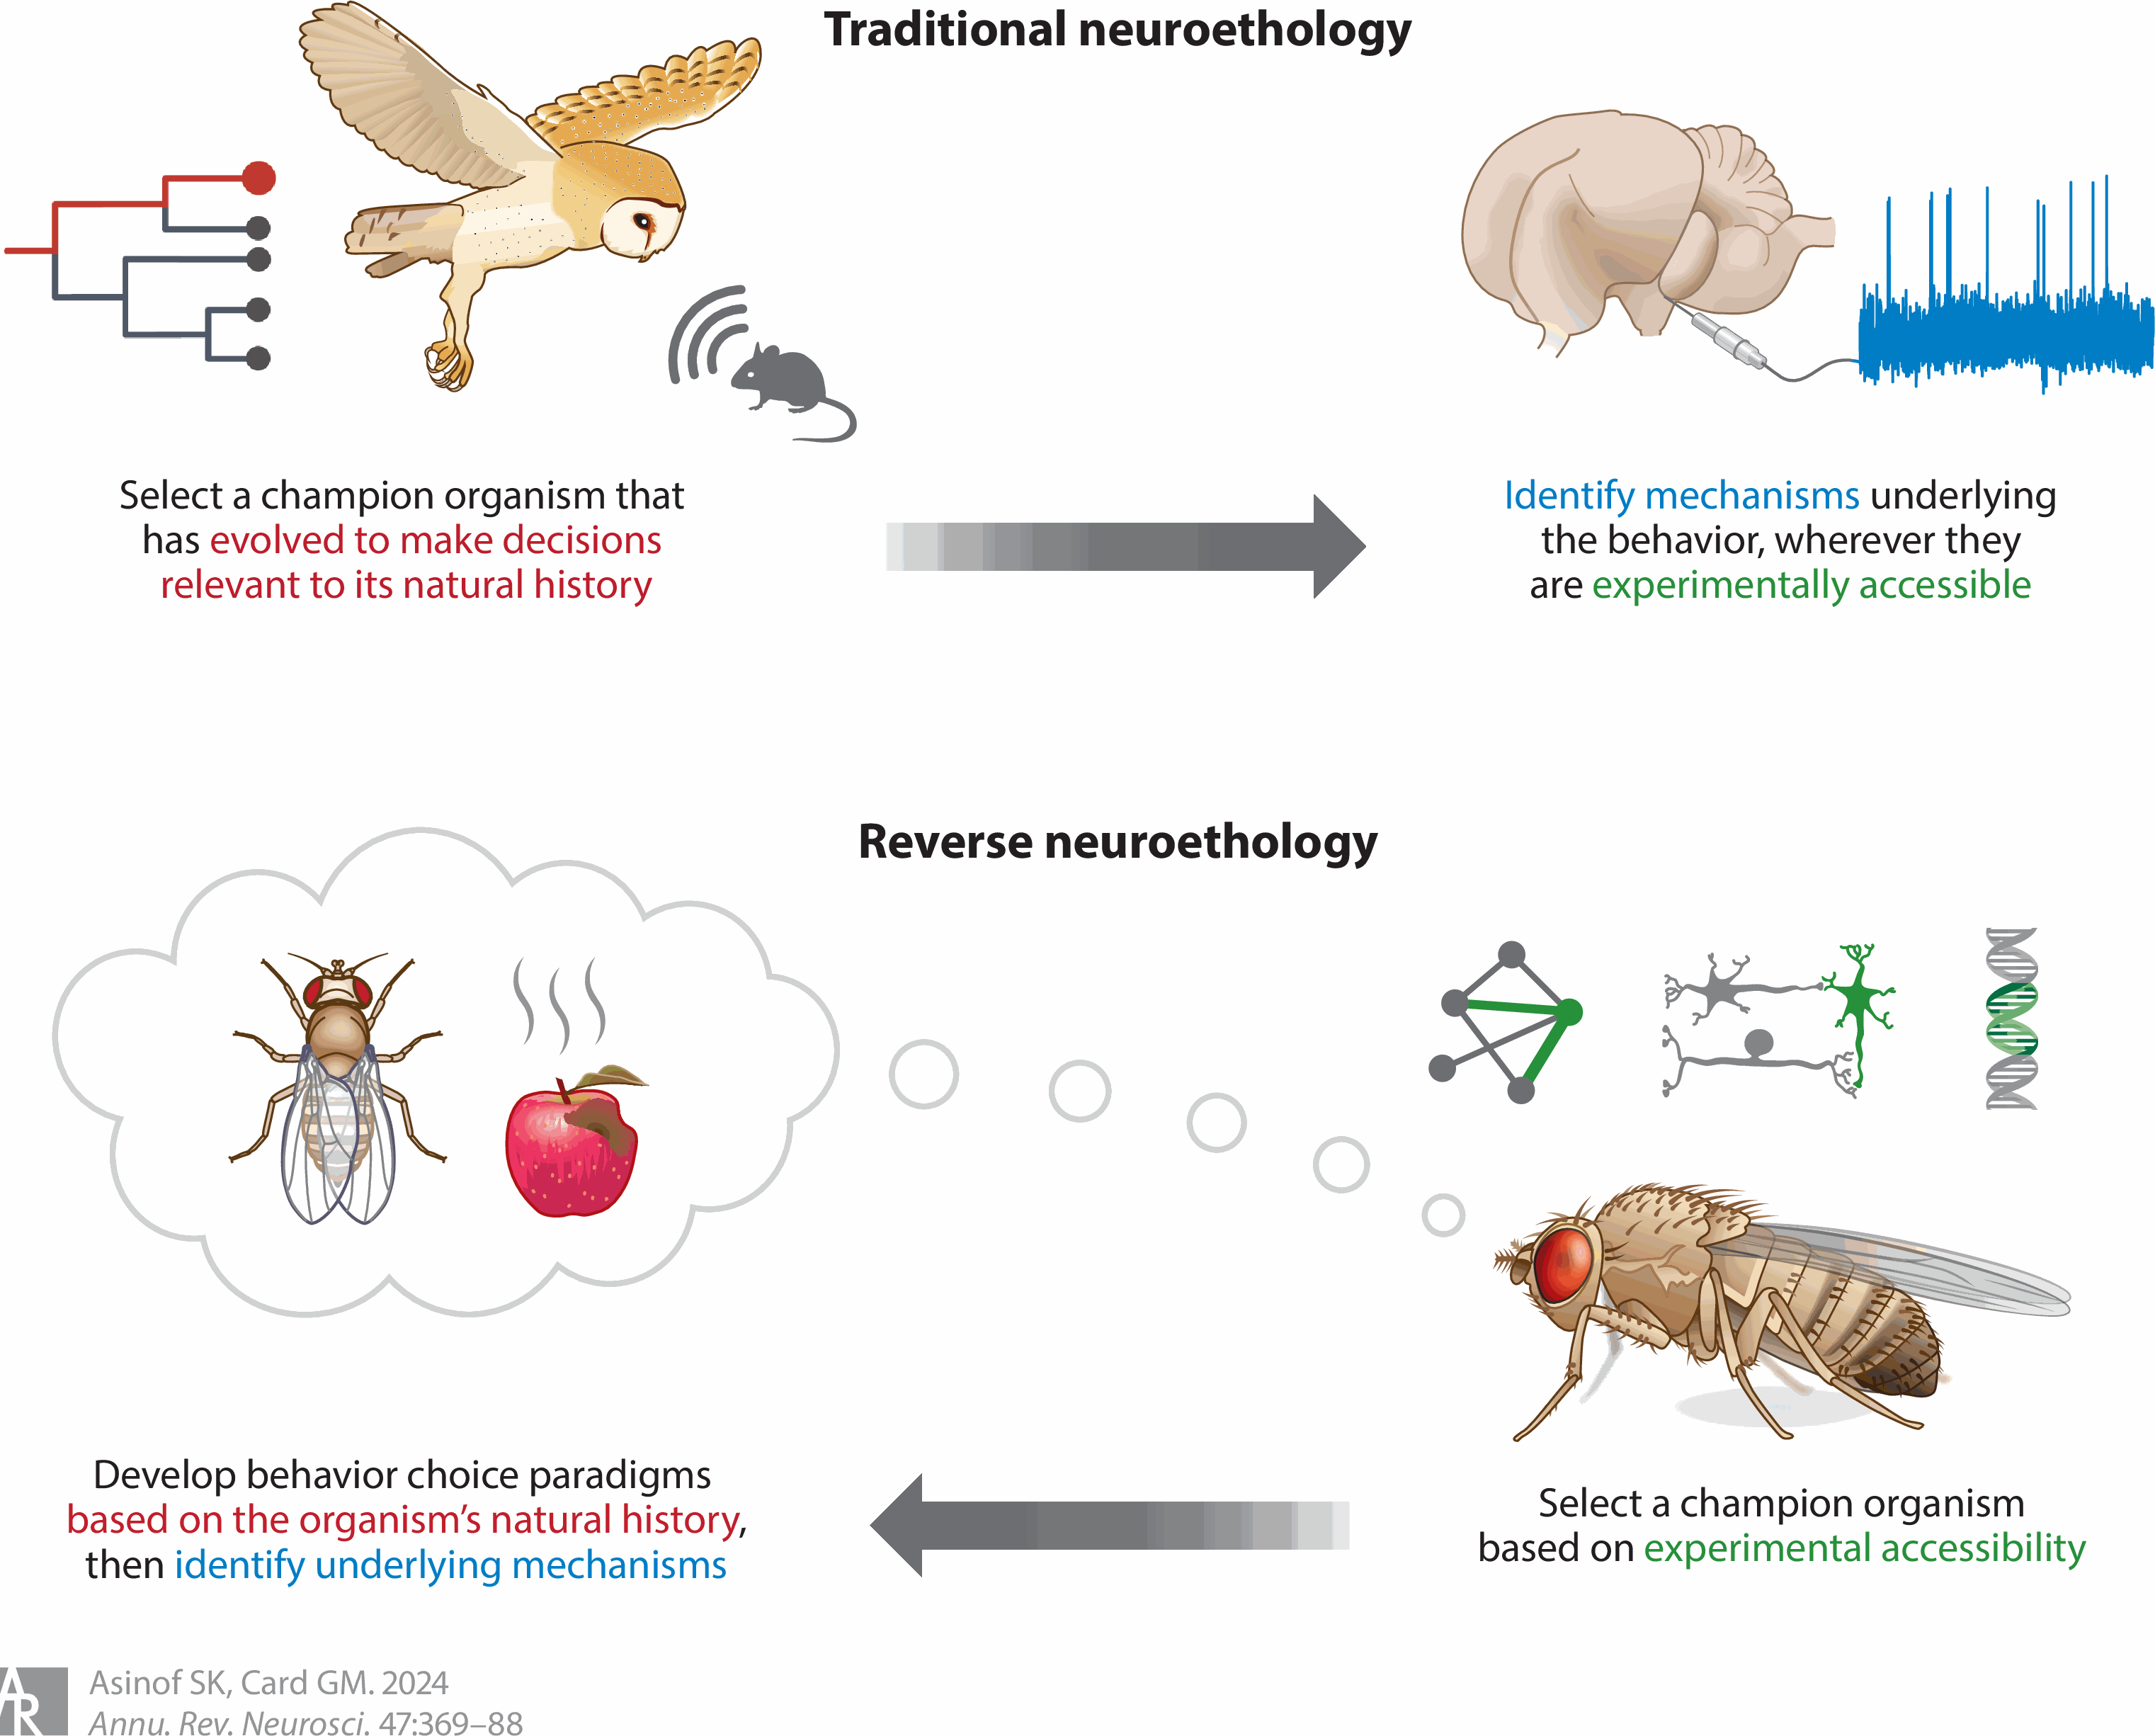 Traditional neuroethology
Select a champion organism that
has evolved to make decisions
relevant to its natural history
Identify mechanisms underlying
the behavior, wherever they
are experimentally accessible
Reverse neuroethology
Develop behavior choice paradigms
based on the organism’s natural history,
then identify underlying mechanisms
Select a champion organism
based on experimental accessibility
AR
Asinof SK, Card GM. 2024
Annu. Rev. Neurosci. 47:369–88